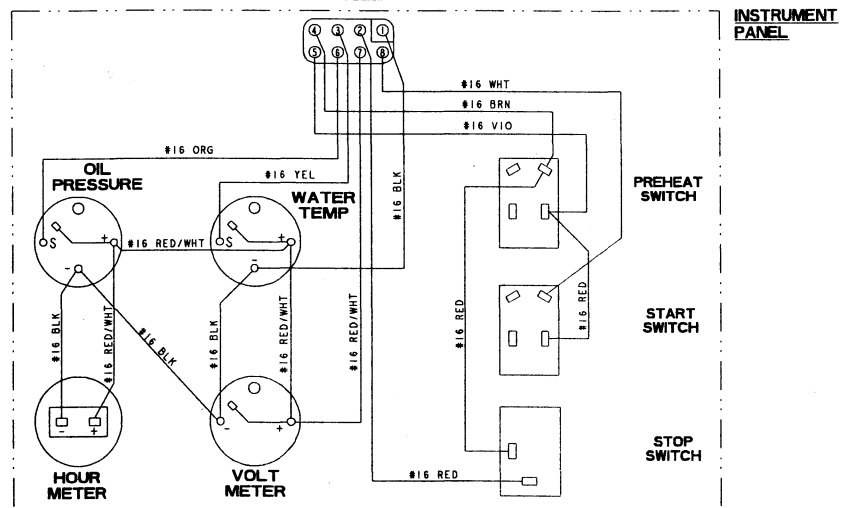 INSTRUMENT
PANEL
4 3 2 1
5 6 7 8
#16 WHT
#16 BRN
#16 VIO
#16 ORG
OIL
PRESSURE
#16 YEL
WATER
TEMP
#16 BLK
PREHEAT
SWITCH
S
+
-
#16 RED/WHT
S
+
-
#16 BLK
#16 RED/WHT
#16 BLK
#16 BLK
#16 RED/WHT
#16 RED/WHT
#16 RED
#16 RED
START
SWITCH
- +
- +
STOP
SWITCH
HOUR
METER
VOLT
METER
#16 RED